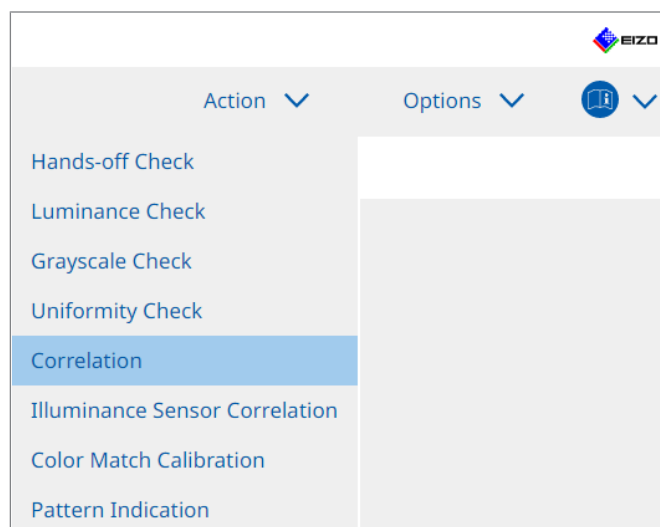 EIZO
Action Options
Hands-off Check
Luminance Check
Grayscale Check
Uniformity Check
Correlation
Illuminance Sensor Correlation
Color Match Calibration
Pattern Indication